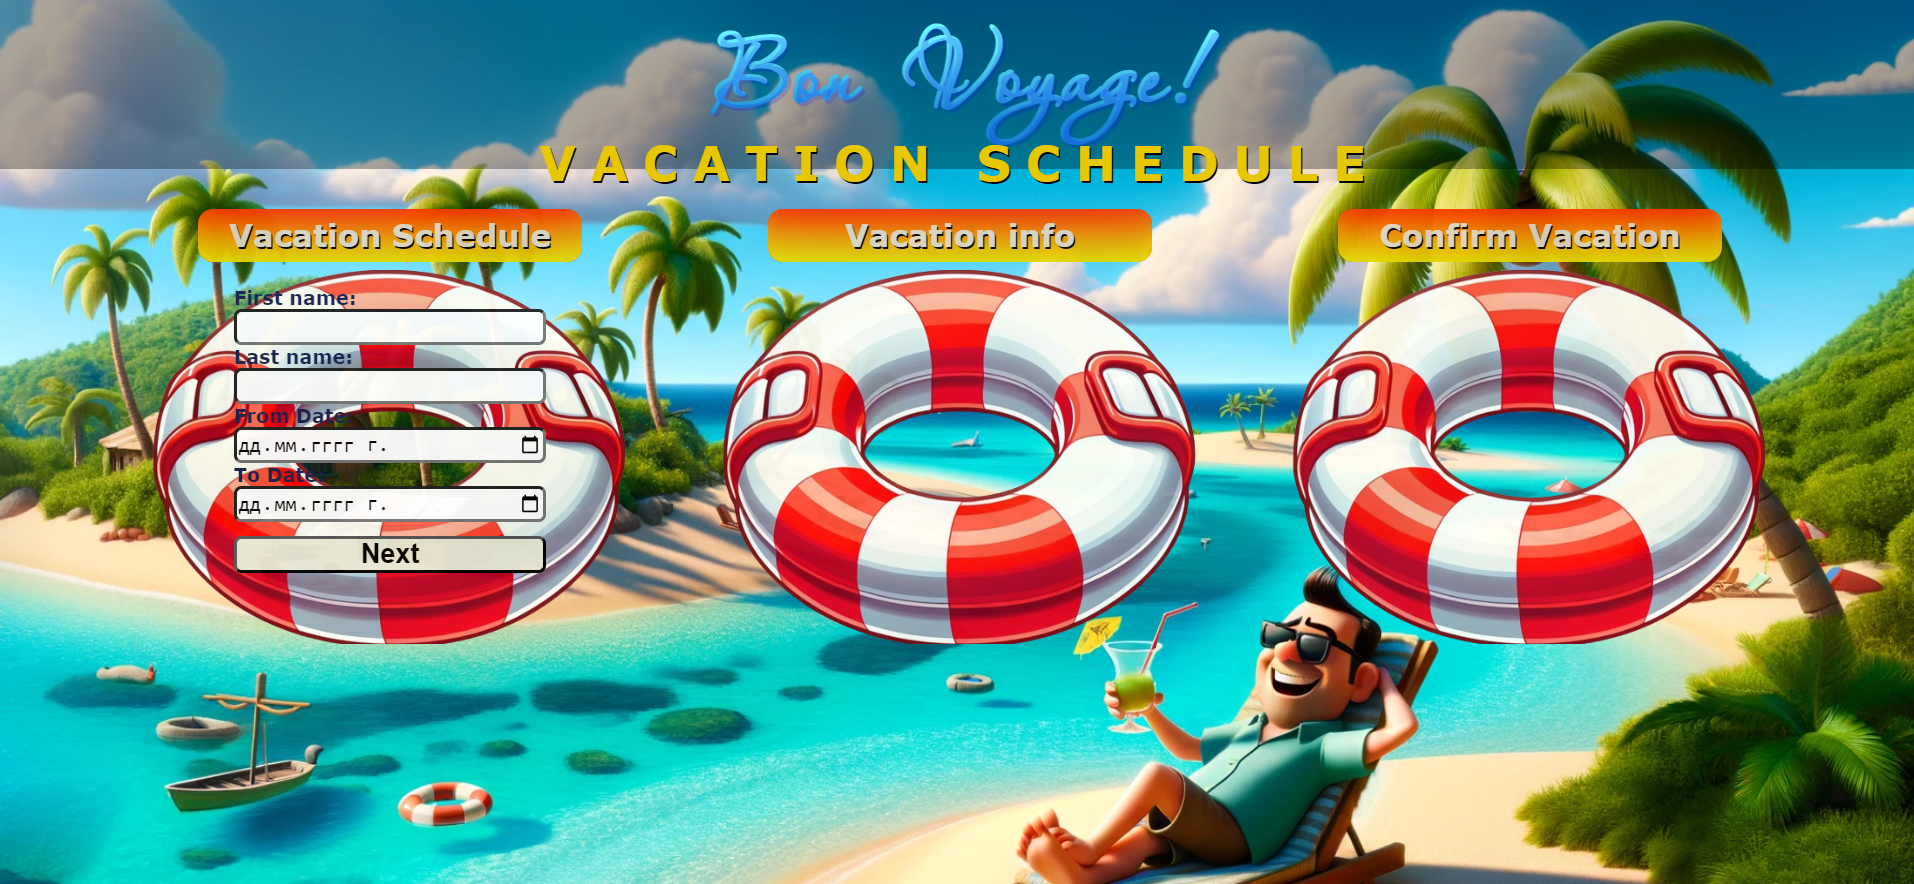 Bon Voyage!
VACATION SCHEDULE
Vacation Schedule
First name:
Last name:
From Date:
дд.мм.гггг г.
To Date:
дд.мм.гггг г.
Next
Vacation info
Confirm Vacation